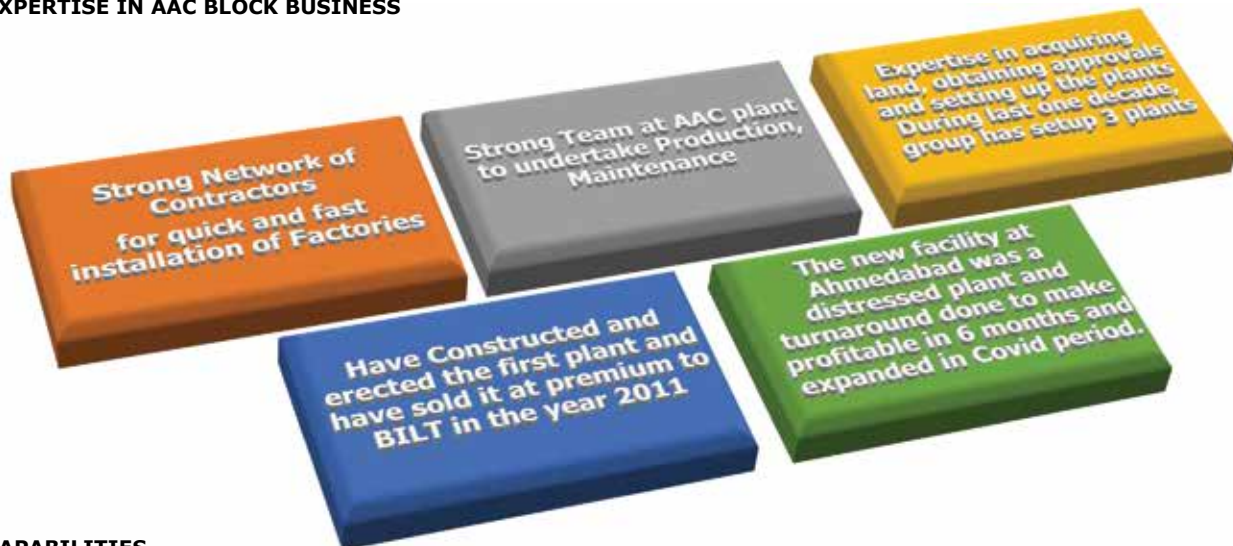 XPERTISE IN AAC BLOCK BUSINESS
Strong Network of
Contractors
for quick and fast
installation of Factories
Strong Team at AAC plant
to undertake Production,
Maintenance
Expertise in acquiring
land, obtaining approvals
and setting up the plants
During last one decade,
group has setup 3 plants
Have Constructed and
erected the first plant and
have sold it at premium to
BILT in the year 2011
The new facility at
Ahmedabad was a
distressed plant and
turnaround done to make
profitable in 6 months and
expanded in Covid period.
APABILITIES